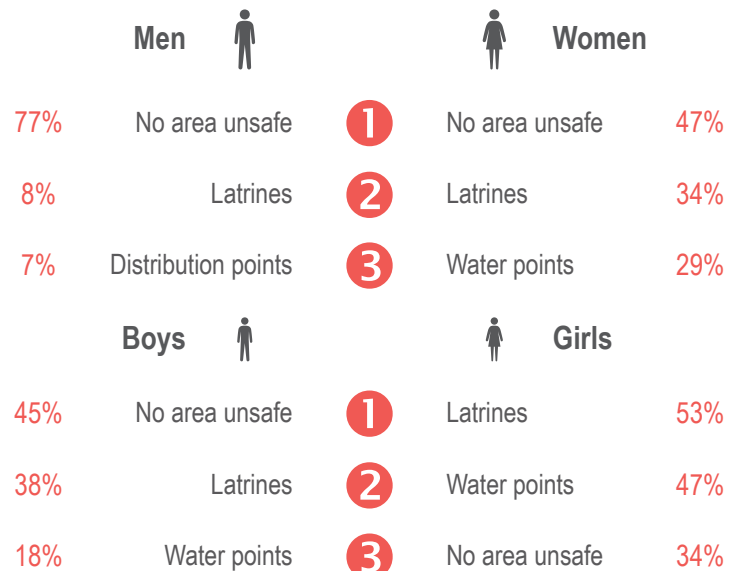 Men Women
77% No area unsafe 1 No area unsafe 47%
8% Latrines 2 Latrines 34%
7% Distribution points 3 Water points 29%
Boys Girls
45% No area unsafe 1 Latrines 53%
38% Latrines 2 Water points 47%
18% Water points 3 No area unsafe 34%